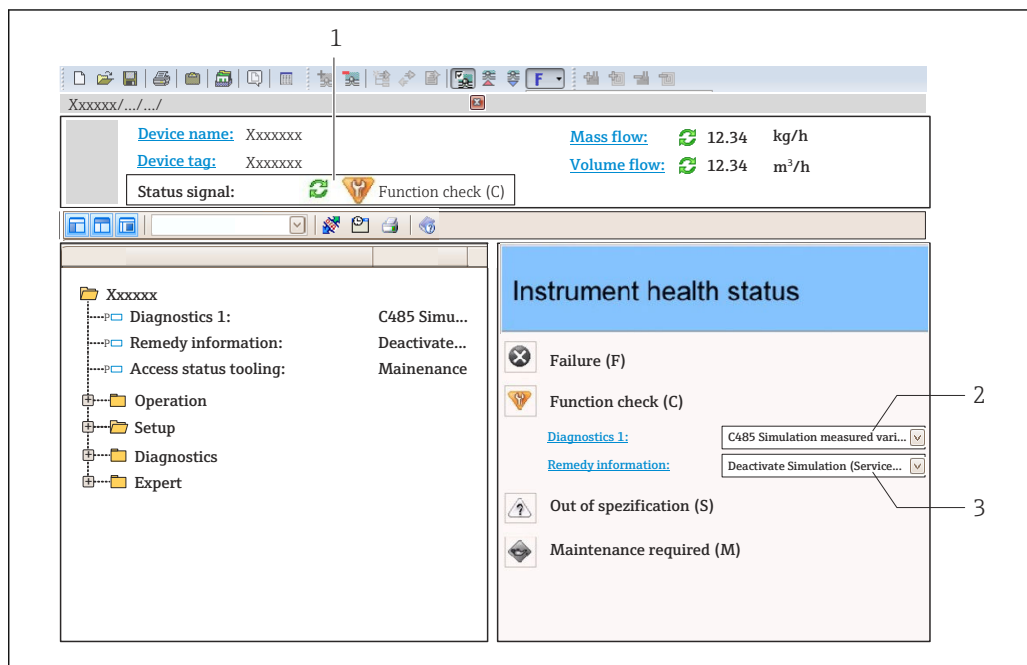 1
F
Xxxxxx/.../.../
Device name: Xxxxxxx
Mass flow: 12.34 kg/h
Device tag: Xxxxxxx
Volume flow: 12.34 m³/h
Status signal: Function check (C)
Xxxxxx
Instrument health status
P Diagnostics 1: C485 Simu...
P Remedy information: Deactivate...
P Access status tooling: Mainenance
Operation
Setup
Diagnostics
Expert
Failure (F)
Function check (C)
2
Diagnostics 1: C485 Simulation measured vari...
Remedy information: Deactivate Simulation (Service...
3
Out of spezification (S)
Maintenance required (M)